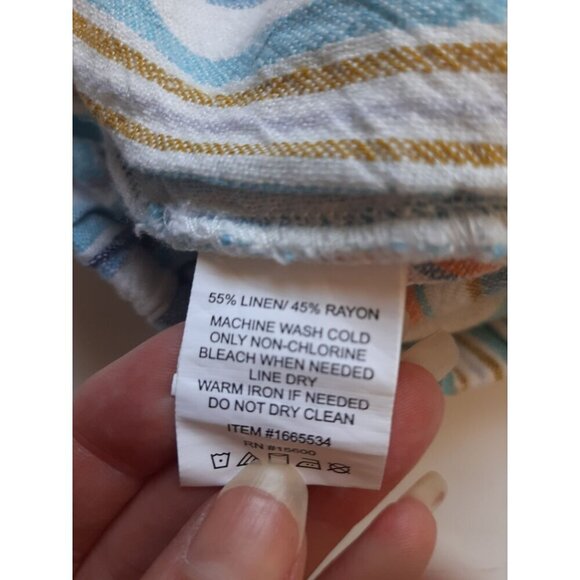 55% LINEN/ 45% RAYON
MACHINE WASH COLD
ONLY NON-CHLORINE
BLEACH WHEN NEEDED
LINE DRY
WARM IRON IF NEEDED
DO NOT DRY CLEAN
ITEM #1665534
RN #15600